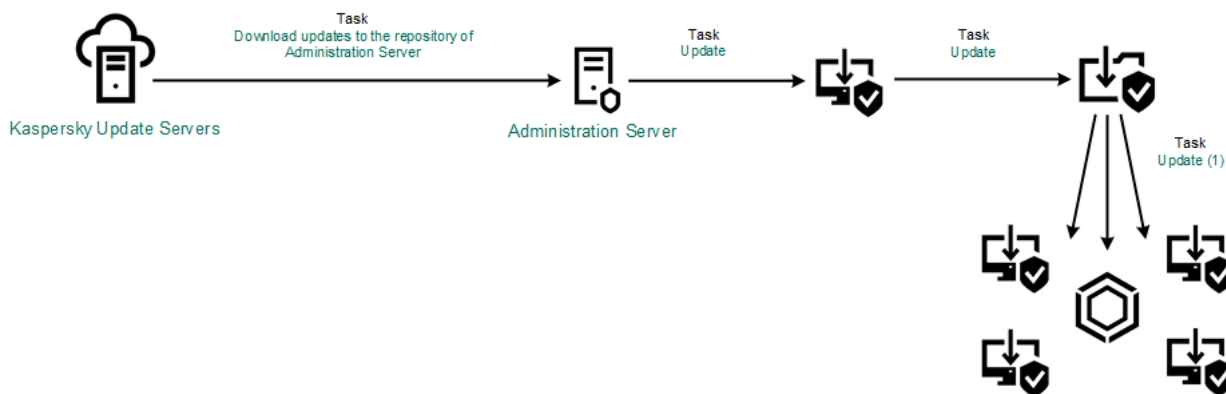 Task
Download updates to the repository of
Administration Server
Task
Update
Task
Update
Kaspersky Update Servers
Administration Server
Task
Update (1)